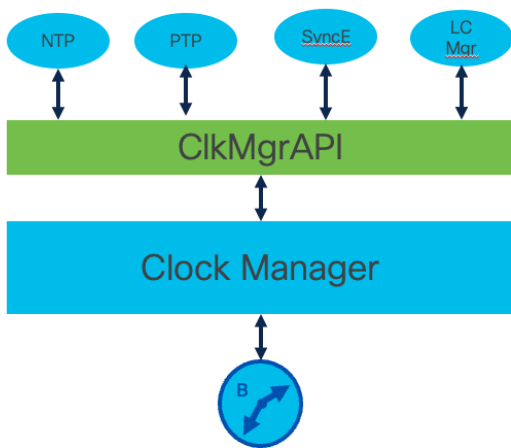 NTP
PTP
SyncE
LC
Mgr
ClkMgrAPI
Clock Manager
B